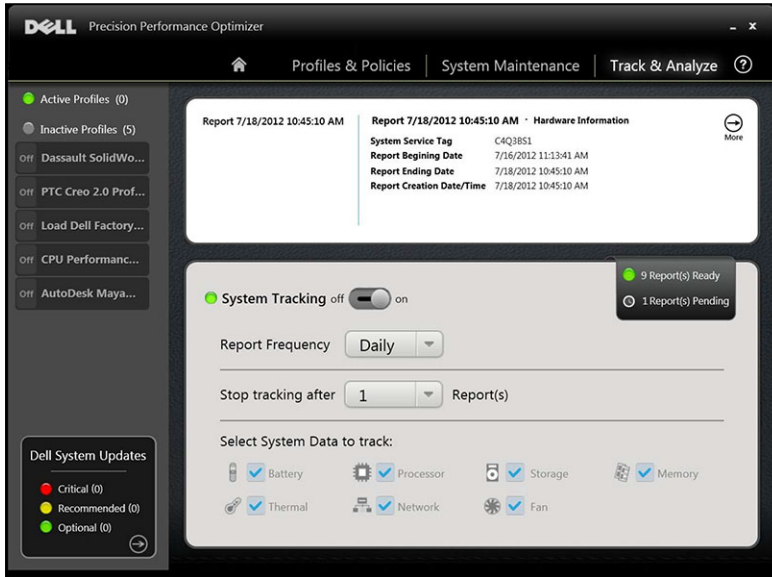 DELL Precision Performance Optimizer
Profiles & Policies | System Maintenance | Track & Analyze ?
Active Profiles (0)
Inactive Profiles (5)
Off Dassault SolidWo...
Off PTC Creo 2.0 Prof...
Off Load Dell Factory...
Off CPU Performanc...
Off AutoDesk Maya...
Dell System Updates
Critical (0)
Recommended (0)
Optional (0)
Report 7/18/2012 10:45:10 AM
Report 7/18/2012 10:45:10 AM · Hardware Information
More
System Service Tag C4Q3BS1
Report Begining Date 7/16/2012 11:13:41 AM
Report Ending Date 7/18/2012 10:45:10 AM
Report Creation Date/Time 7/18/2012 10:45:10 AM
9 Report(s) Ready
1 Report(s) Pending
System Tracking off on
Report Frequency Daily
Stop tracking after 1 Report(s)
Select System Data to track:
Battery Processor Storage Memory
Thermal Network Fan